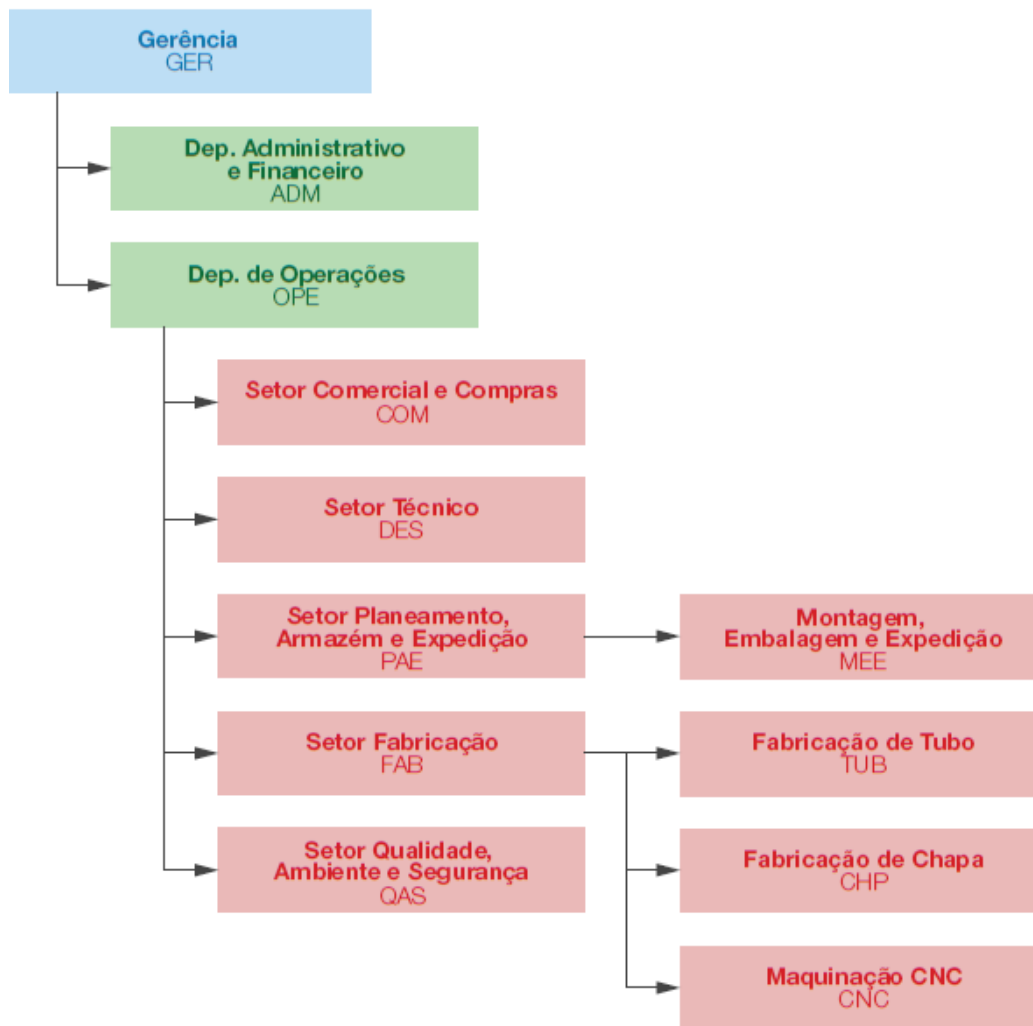 Gerência
GER
Dep. Administrativo
e Financeiro
ADM
Dep. de Operações
OPE
Setor Comercial e Compras
COM
Setor Técnico
DES
Setor Planeamento,
Armazém e Expedição
PAE
Montagem,
Embalagem e Expedição
MEE
Setor Fabricação
FAB
Fabricação de Tubo
TUB
Setor Qualidade,
Ambiente e Segurança
QAS
Fabricação de Chapa
CHP
Maquinação CNC
CNC